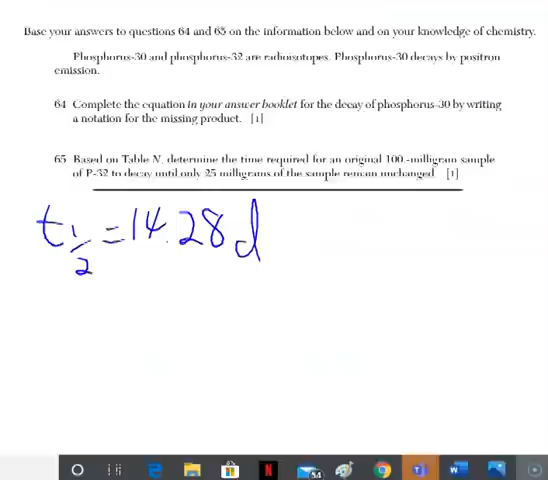 Base your answers to questions 64 and 65 on the information below and on your knowledge of chemistry.
Phosphorus-30 and phosphorus-32 are radioisotopes. Phosphorus-30 decays by positron
emission.
64 Complete the equation in your answer booklet for the decay of phosphorus-30 by writing
a notation for the missing product. [1]
65 Based on Table N, determine the time required for an original 100.-milligram sample
of P-32 to decay until only 25 milligrams of the sample remain unchanged. [1]
t 1/2 = 14.28 d
54